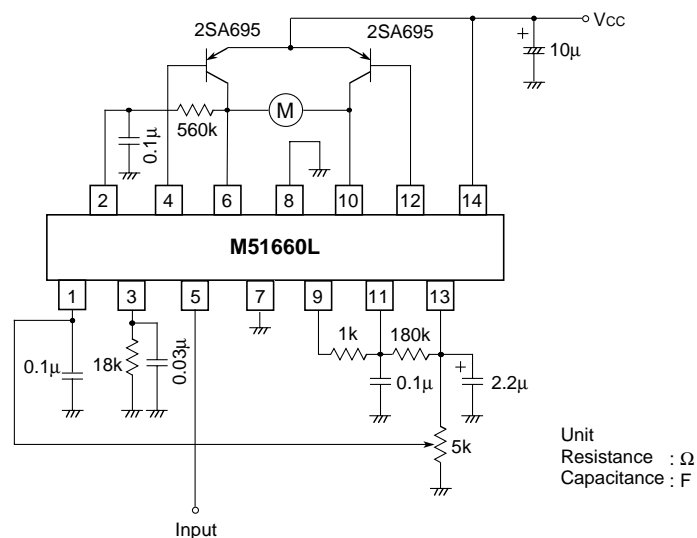 2SA695 2SA695 Vcc
+ 10μ
M
0.1μ 560k
2 4 6 8 10 12 14
M51660L
1 3 5 7 9 11 13
0.1μ 18k 0.03μ 1k 180k + 2.2μ
0.1μ
5k
Unit
Resistance : Ω
Capacitance : F
Input